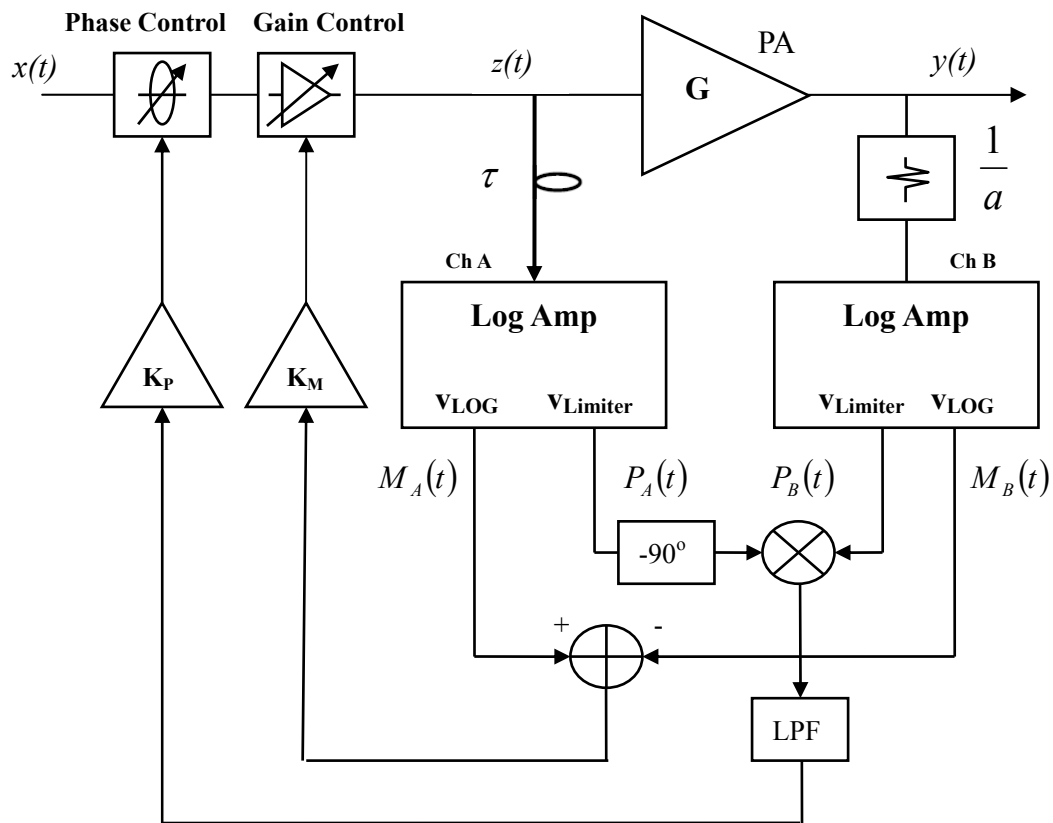 Phase Control Gain Control
x(t) z(t) PA y(t)
G
τ
1/a
Ch A Ch B
Log Amp Log Amp
K_P K_M
v_LOG v_Limiter v_Limiter v_LOG
M_A(t) P_A(t) P_B(t) M_B(t)
-90°
+ -
LPF